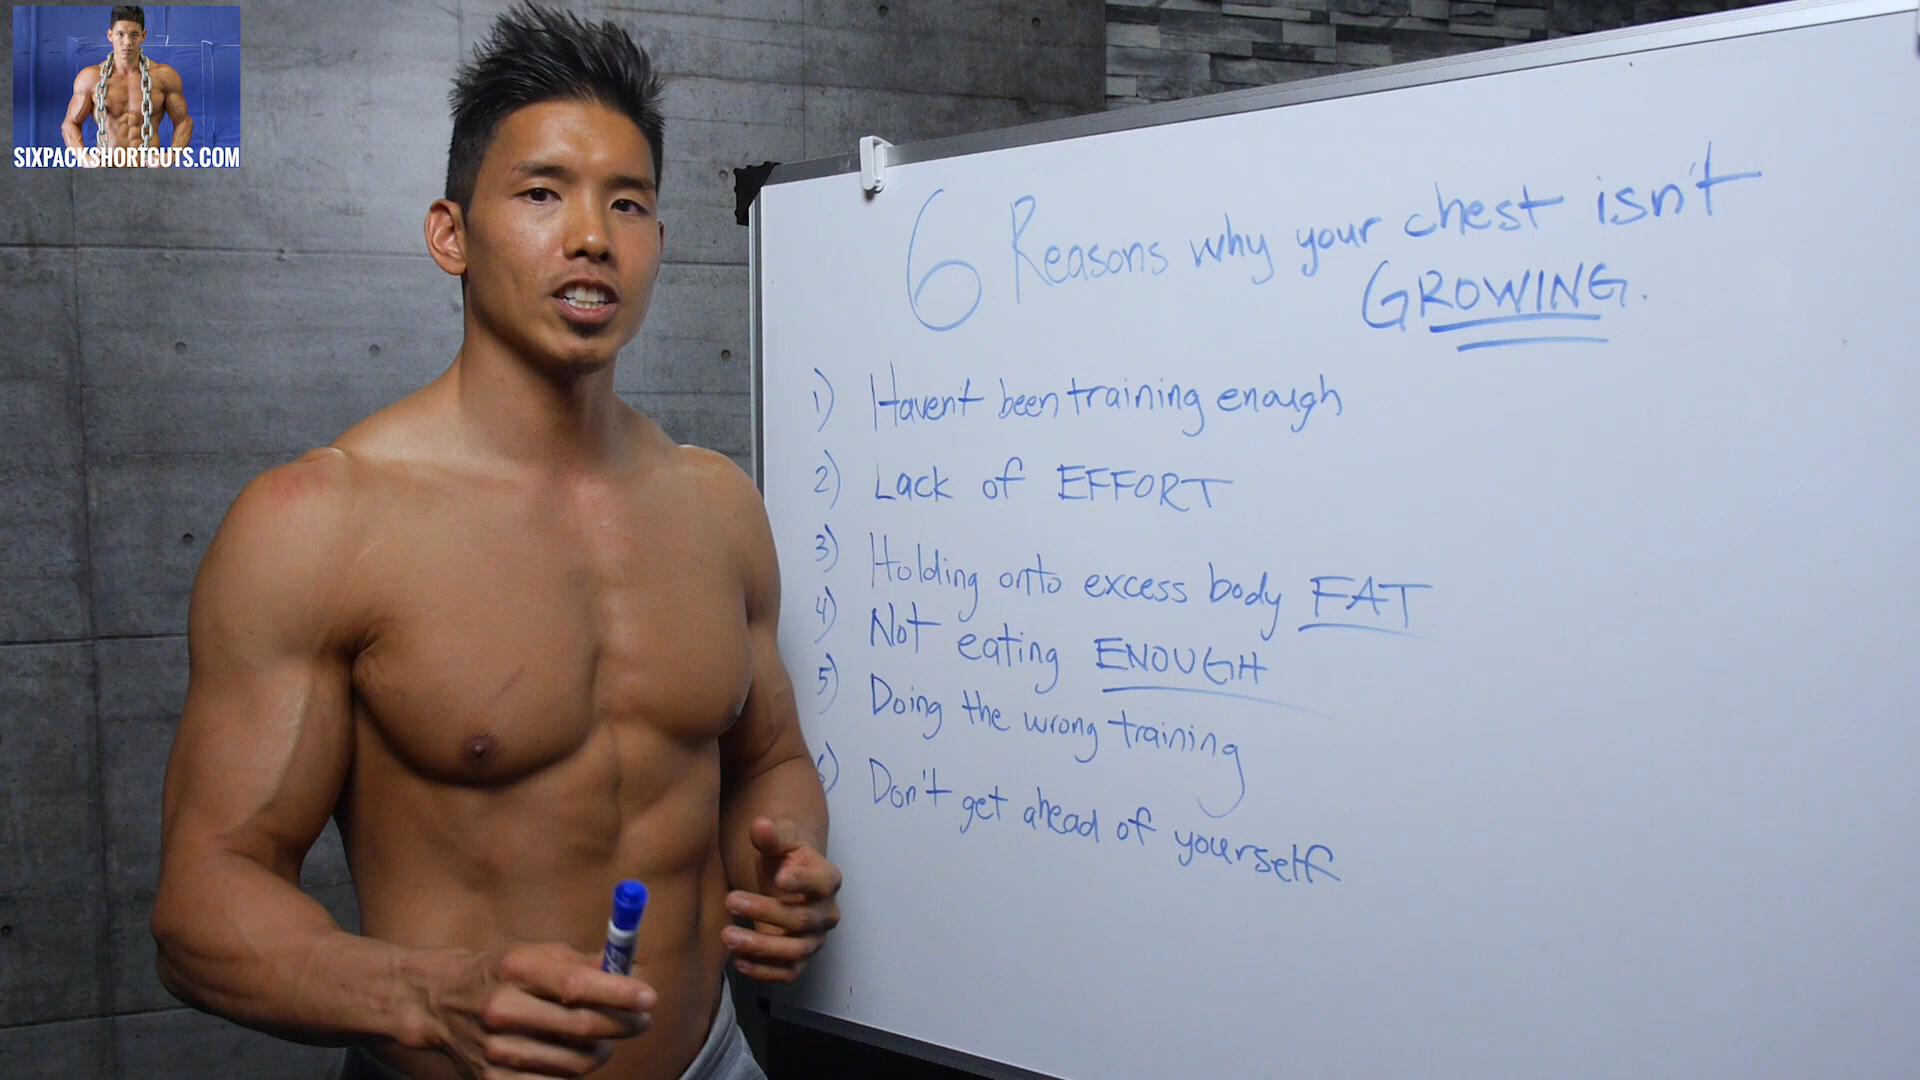 SIXPACKSHORTCUTS.COM
6 Reasons why your chest isn't
GROWING.
1) Haven't been training enough
2) Lack of EFFORT
3) Holding onto excess body FAT
4) Not eating ENOUGH
5) Doing the wrong training
6) Don't get ahead of yourself